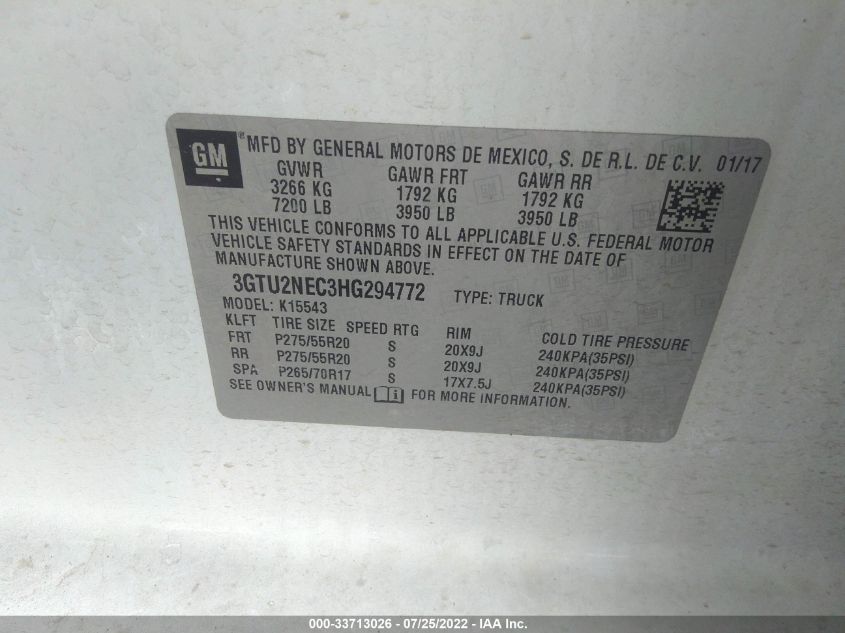 GM ® MFD BY GENERAL MOTORS DE MEXICO, S. DE R.L. DE C.V. 01/17
GVWR GAWR FRT GAWR RR
3266 KG 1792 KG 1792 KG
7200 LB 3950 LB 3950 LB
THIS VEHICLE CONFORMS TO ALL APPLICABLE U.S. FEDERAL MOTOR
VEHICLE SAFETY STANDARDS IN EFFECT ON THE DATE OF
MANUFACTURE SHOWN ABOVE.
3GTU2NEC3HG294772 TYPE: TRUCK
MODEL: K15543
KLFT TIRE SIZE SPEED RTG RIM COLD TIRE PRESSURE
FRT P275/55R20 S 20X9J 240KPA(35PSI)
RR P275/55R20 S 20X9J 240KPA(35PSI)
SPA P265/70R17 S 17X7.5J 240KPA(35PSI)
SEE OWNER'S MANUAL i FOR MORE INFORMATION.
000-33713026 - 07/25/2022 - IAA Inc.